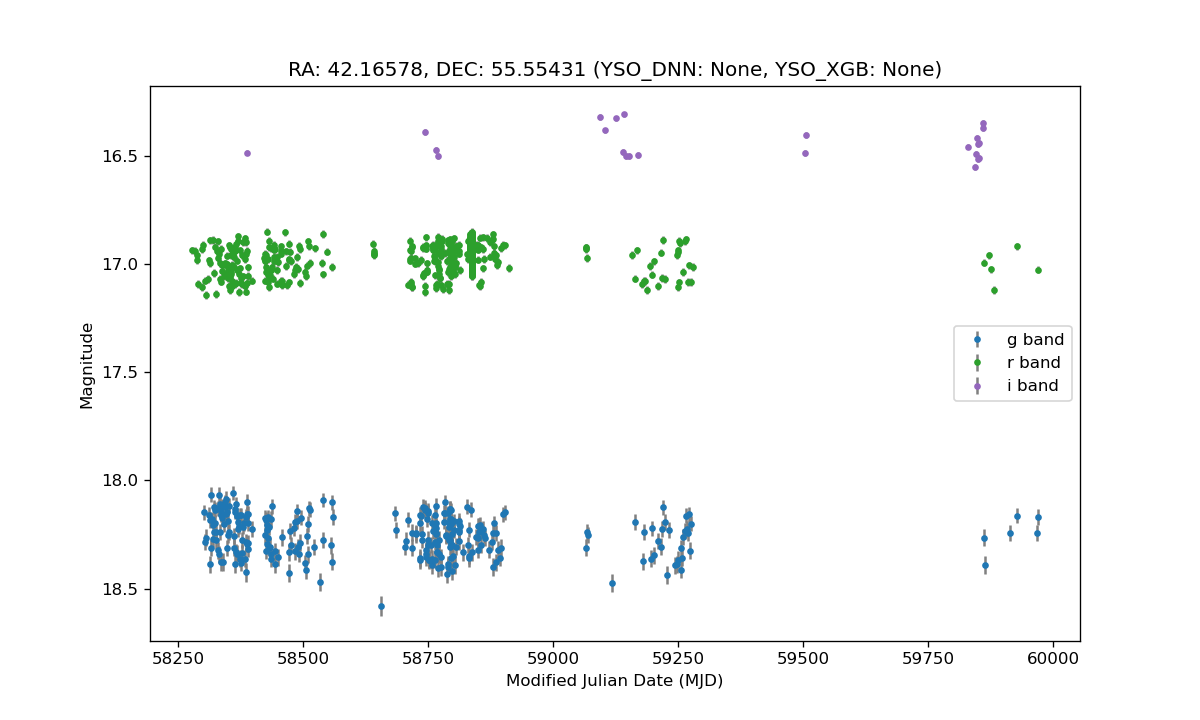 RA: 42.16578, DEC: 55.55431 (YSO_DNN: None, YSO_XGB: None)
Magnitude
16.5
17.0
17.5
18.0
18.5
g band
r band
i band
58250 58500 58750 59000 59250 59500 59750 60000
Modified Julian Date (MJD)